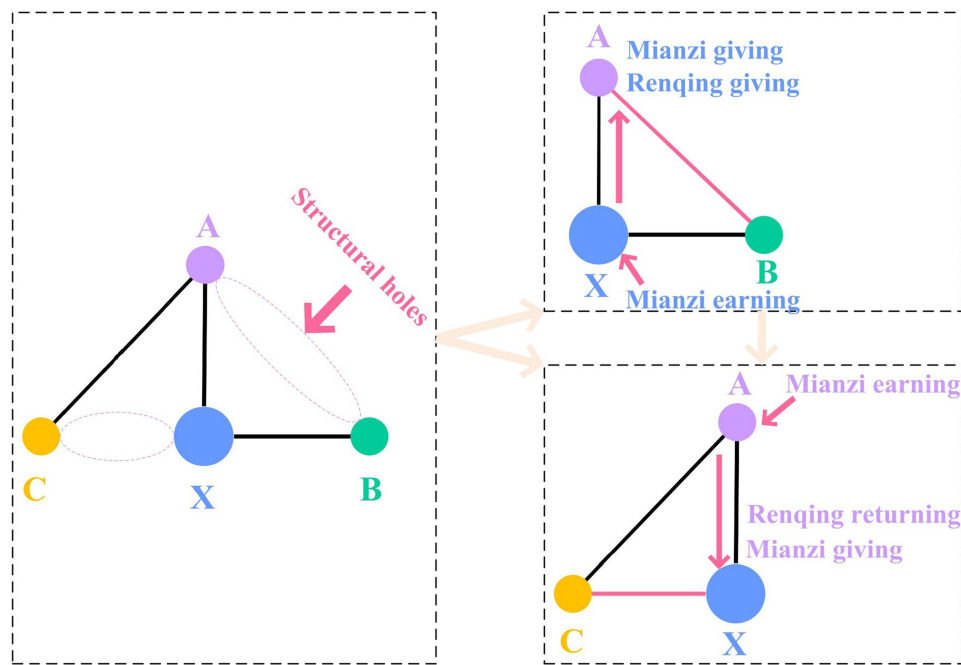 A
Structural holes
C
X
B
A
Mianzi giving
Renqing giving
X
B
Mianzi earning
A
Mianzi earning
Renqing returning
Mianzi giving
C
X